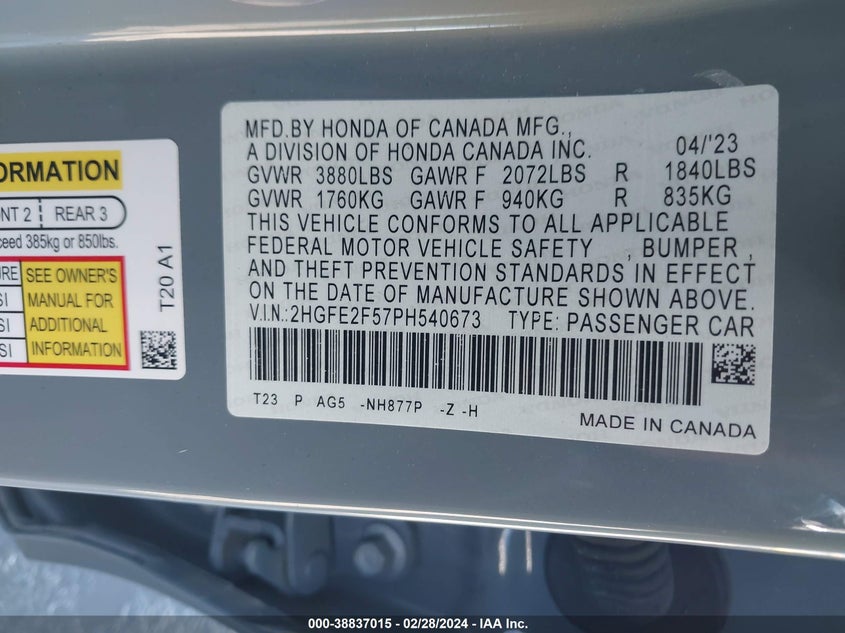 ORMATION
NT 2 REAR 3
ceed 385kg or 850lbs.
URE SEE OWNER'S
SI MANUAL FOR
SI ADDITIONAL
SI INFORMATION
T20 A1
MFD.BY HONDA OF CANADA MFG.,
A DIVISION OF HONDA CANADA INC. 04/'23
GVWR 3880LBS GAWR F 2072LBS R 1840LBS
GVWR 1760KG GAWR F 940KG R 835KG
THIS VEHICLE CONFORMS TO ALL APPLICABLE
FEDERAL MOTOR VEHICLE SAFETY , BUMPER ,
AND THEFT PREVENTION STANDARDS IN EFFECT
ON THE DATE OF MANUFACTURE SHOWN ABOVE.
V.I.N.:2HGFE2F57PH540673 TYPE: PASSENGER CAR
T23 P AG5 -NH877P -Z -H
MADE IN CANADA
000-38837015 - 02/28/2024 - IAA Inc.